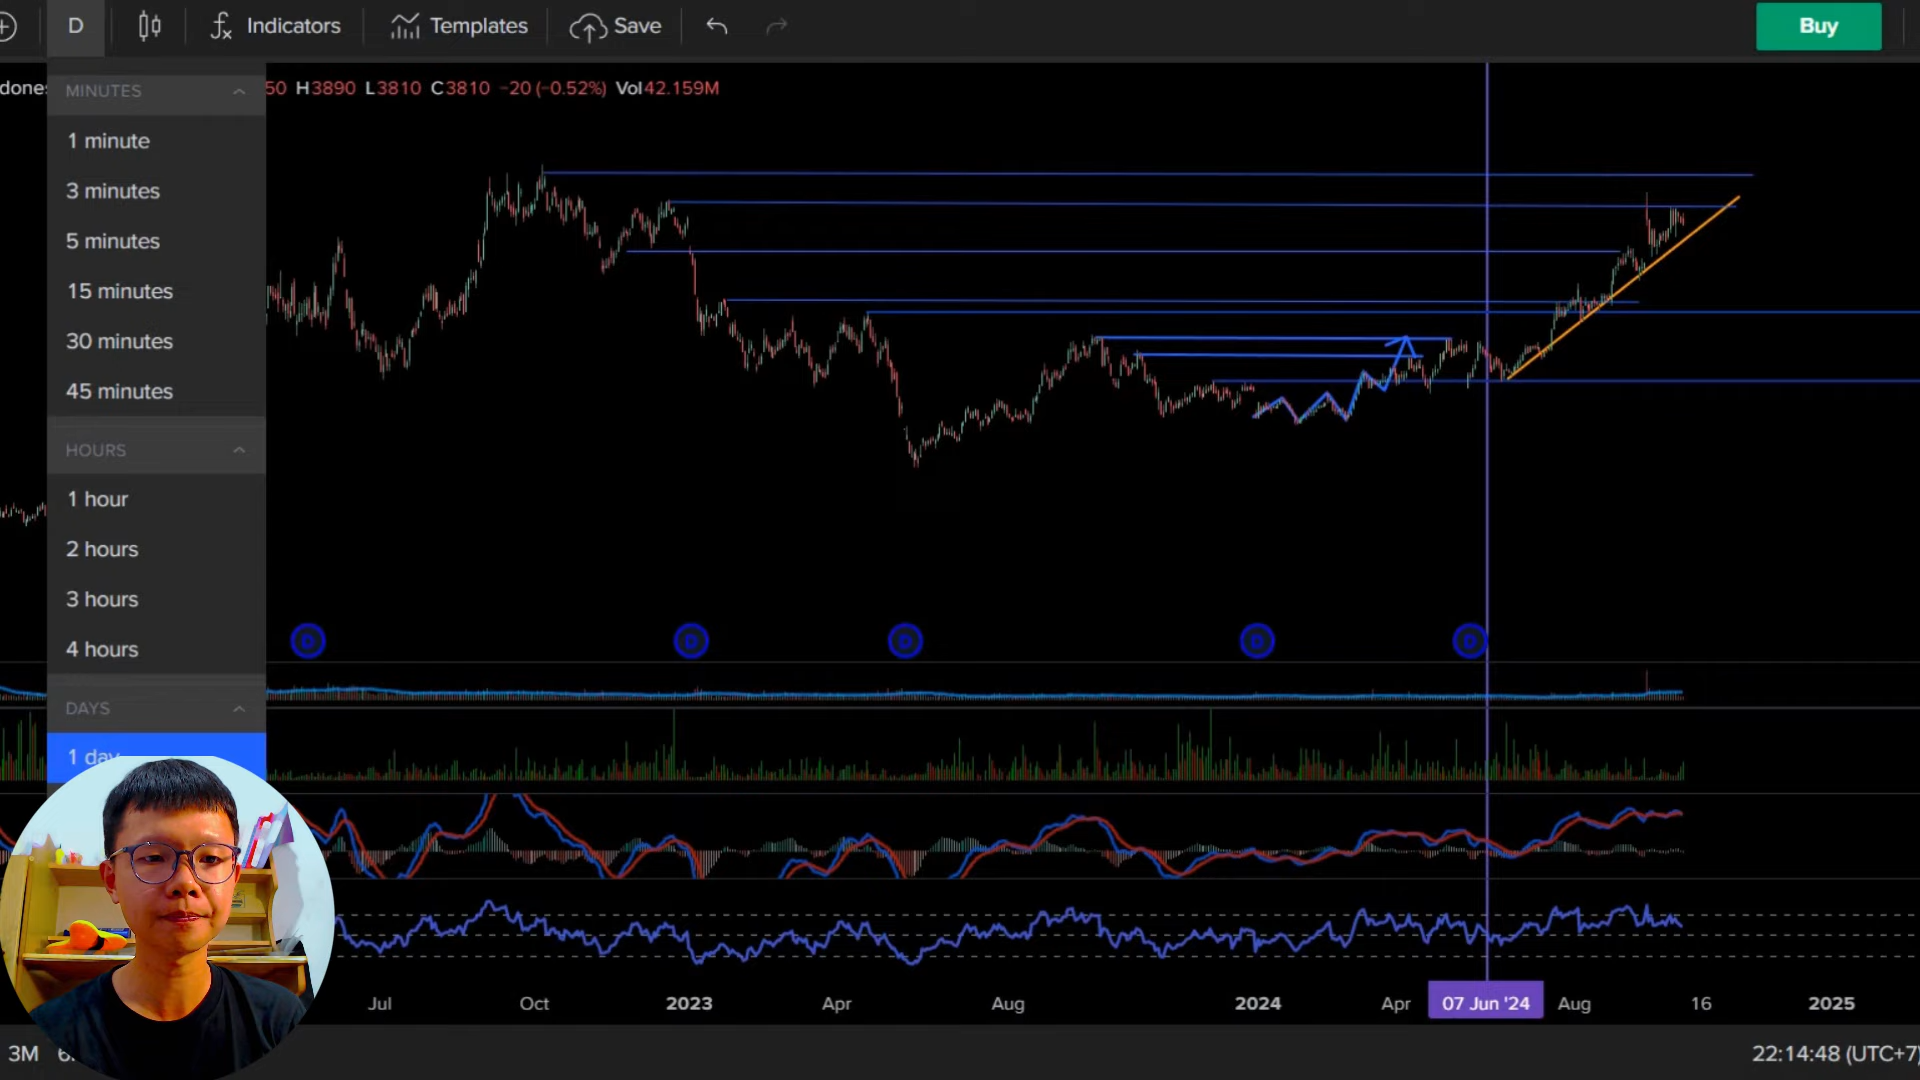 D Indicators Templates Save Buy
dones 50 H3890 L3810 C3810 −20 (−0.52%) Vol42.159M
MINUTES
1 minute
3 minutes
5 minutes
15 minutes
30 minutes
45 minutes
HOURS
1 hour
2 hours
3 hours
4 hours
DAYS
1 day
D D D D D
Jul Oct 2023 Apr Aug 2024 Apr 07 Jun '24 Aug 16 2025
3M 22:14:48 (UTC+7)